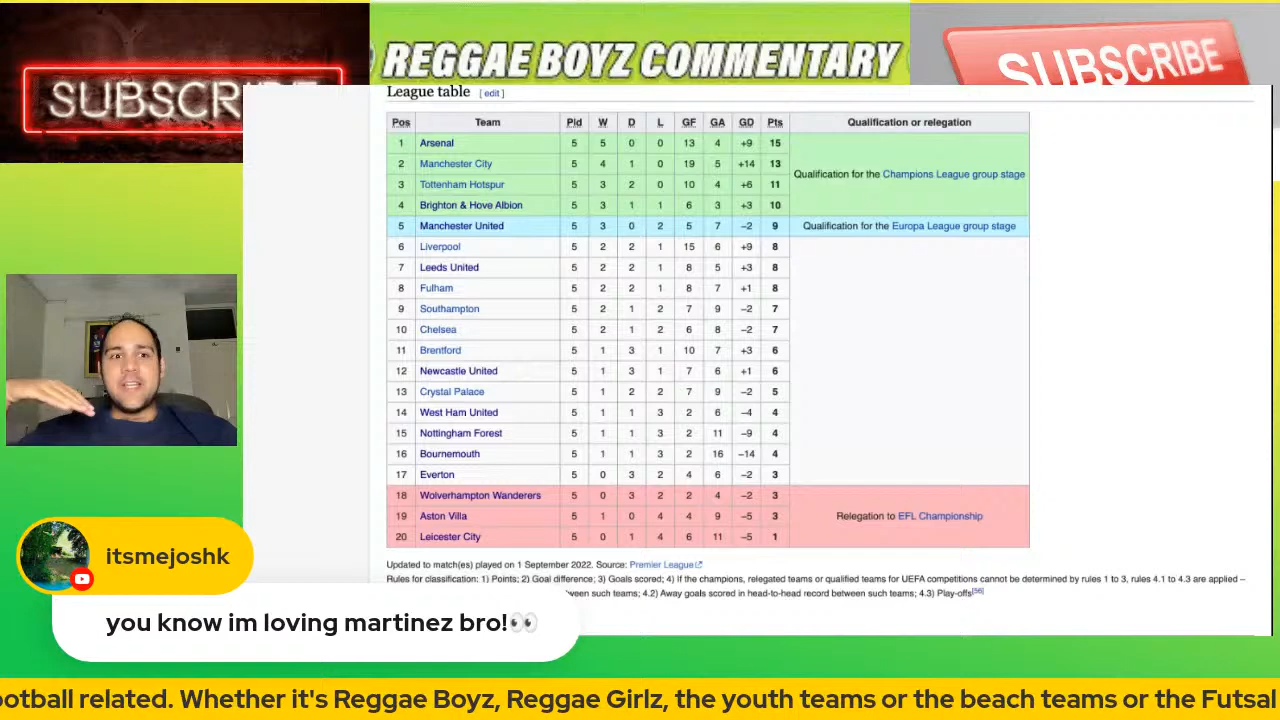 SUBSCRIBE
REGGAE BOYZ COMMENTARY
SUBSCRIBE
League table [ edit ]
Pos Team Pld W D L GF GA GD Pts Qualification or relegation
1 Arsenal 5 5 0 0 13 4 +9 15
2 Manchester City 5 4 1 0 19 5 +14 13
Qualification for the Champions League group stage
3 Tottenham Hotspur 5 3 2 0 10 4 +6 11
4 Brighton & Hove Albion 5 3 1 1 6 3 +3 10
5 Manchester United 5 3 0 2 5 7 −2 9 Qualification for the Europa League group stage
6 Liverpool 5 2 2 1 15 6 +9 8
7 Leeds United 5 2 2 1 8 5 +3 8
8 Fulham 5 2 2 1 8 7 +1 8
9 Southampton 5 2 1 2 7 9 −2 7
10 Chelsea 5 2 1 2 6 8 −2 7
11 Brentford 5 1 3 1 10 7 +3 6
12 Newcastle United 5 1 3 1 7 6 +1 6
13 Crystal Palace 5 1 2 2 7 9 −2 5
14 West Ham United 5 1 1 3 2 6 −4 4
15 Nottingham Forest 5 1 1 3 2 11 −9 4
16 Bournemouth 5 1 1 3 2 16 −14 4
17 Everton 5 0 3 2 4 6 −2 3
18 Wolverhampton Wanderers 5 0 3 2 2 4 −2 3
19 Aston Villa 5 1 0 4 4 9 −5 3 Relegation to EFL Championship
20 Leicester City 5 0 1 4 6 11 −5 1
Updated to match(es) played on 1 September 2022. Source: Premier League
Rules for classification: 1) Points; 2) Goal difference; 3) Goals scored; 4) If the champions, relegated teams or qualified teams for UEFA competitions cannot be determined by rules 1 to 3, rules 4.1 to 4.3 are applied –
ween such teams; 4.2) Away goals scored in head-to-head record between such teams; 4.3) Play-offs[56]
itsmejoshk
you know im loving martinez bro!👀
ootball related. Whether it's Reggae Boyz, Reggae Girlz, the youth teams or the beach teams or the Futsal